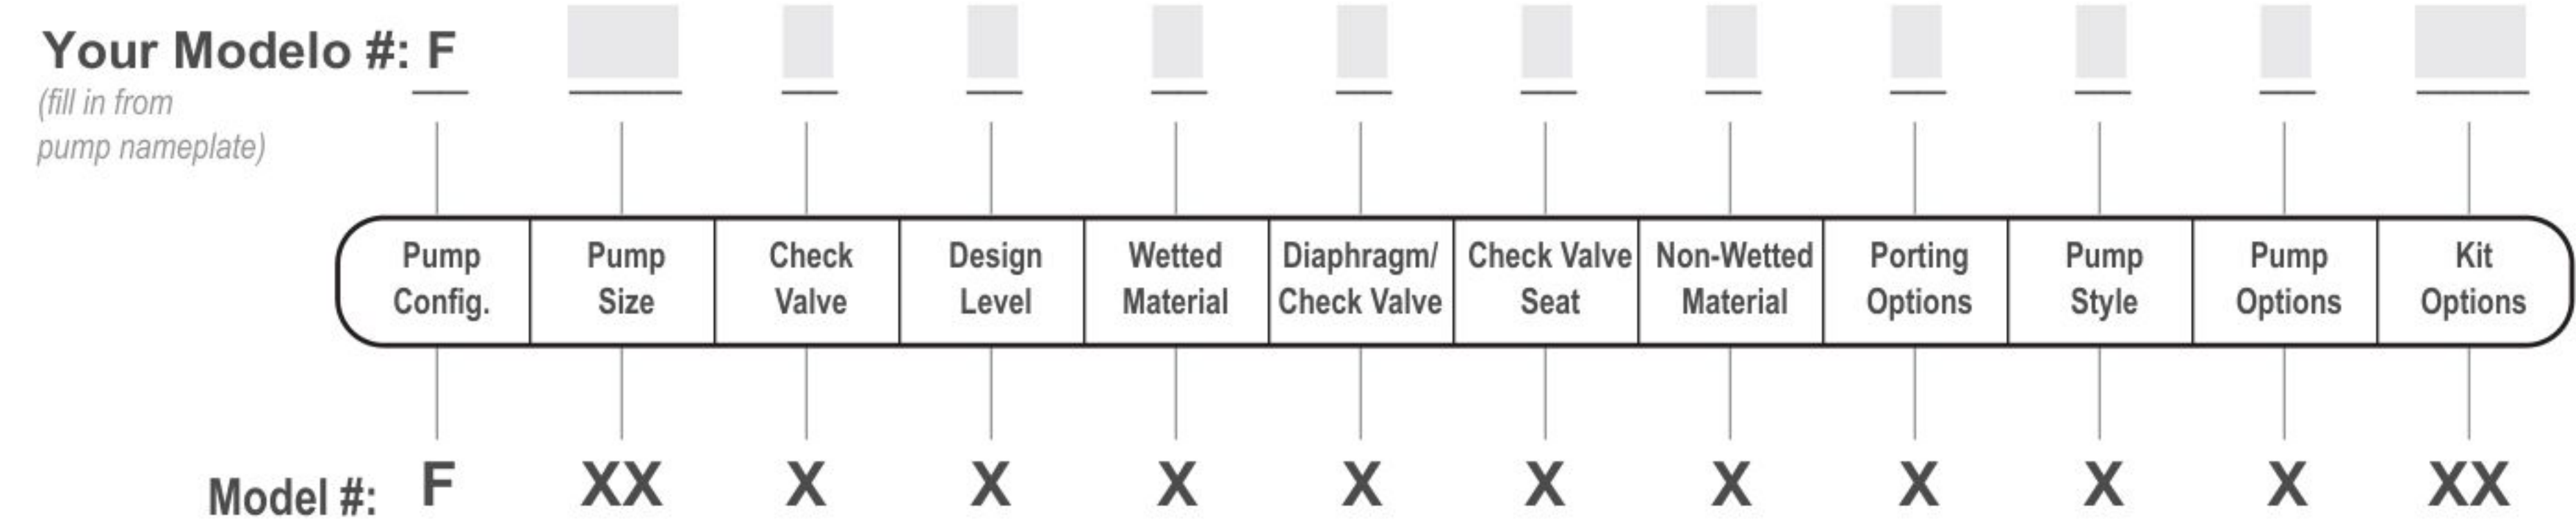 Your Modelo #: F
(fill in from
pump nameplate)
Pump Config.
Pump Size
Check Valve
Design Level
Wetted Material
Diaphragm/ Check Valve
Check Valve Seat
Non-Wetted Material
Porting Options
Pump Style
Pump Options
Kit Options
Model #: F XX X X X X X X X X X XX